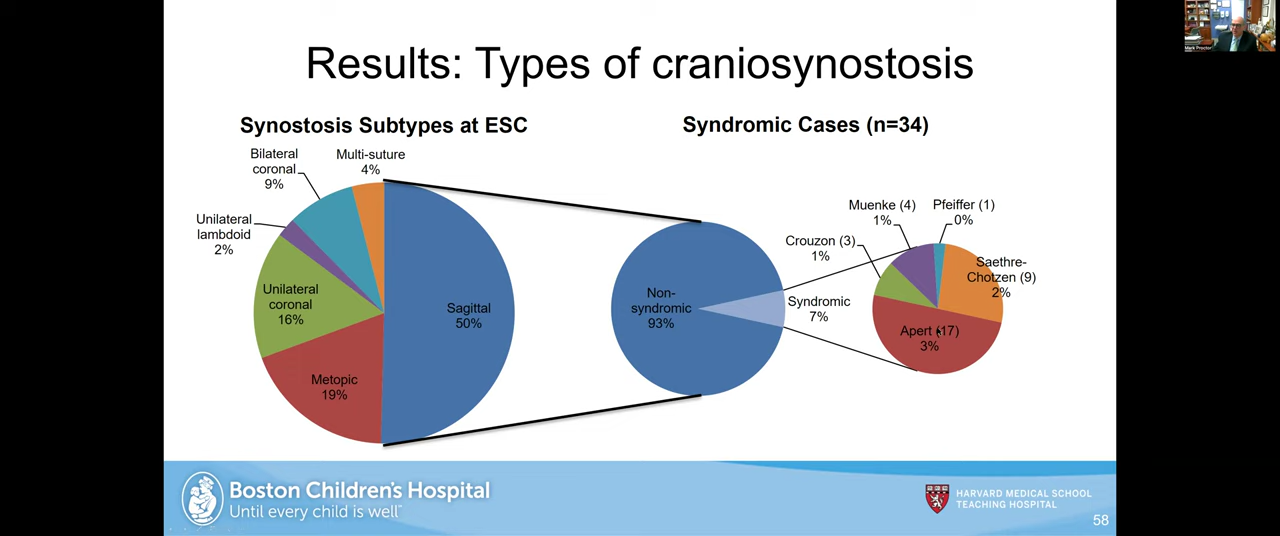 Results: Types of craniosynostosis
Synostosis Subtypes at ESC
Bilateral
coronal
9%
Multi-suture
4%
Unilateral
lambdoid
2%
Unilateral
coronal
16%
Sagittal
50%
Metopic
19%
Syndromic Cases (n=34)
Non-
syndromic
93%
Syndromic
7%
Muenke (4)
1%
Pfeiffer (1)
0%
Crouzon (3)
1%
Saethre-
Chotzen (9)
2%
Apert (17)
3%
Boston Children's Hospital
Until every child is well™
HARVARD MEDICAL SCHOOL
TEACHING HOSPITAL
58
Mark Proctor